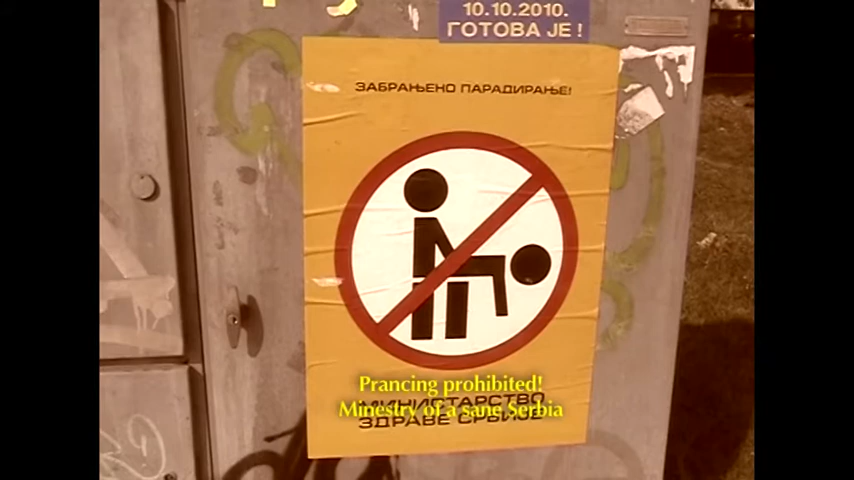 10.10.2010.
ГОТОВА ЈЕ!
ЗАБРАЊЕНО ПАРАДИРАЊЕ!
Prancing prohibited!
Minestry of a sane Serbia
МИНИСТАРСТВО
ЗДРАВЕ СРБИЈЕ